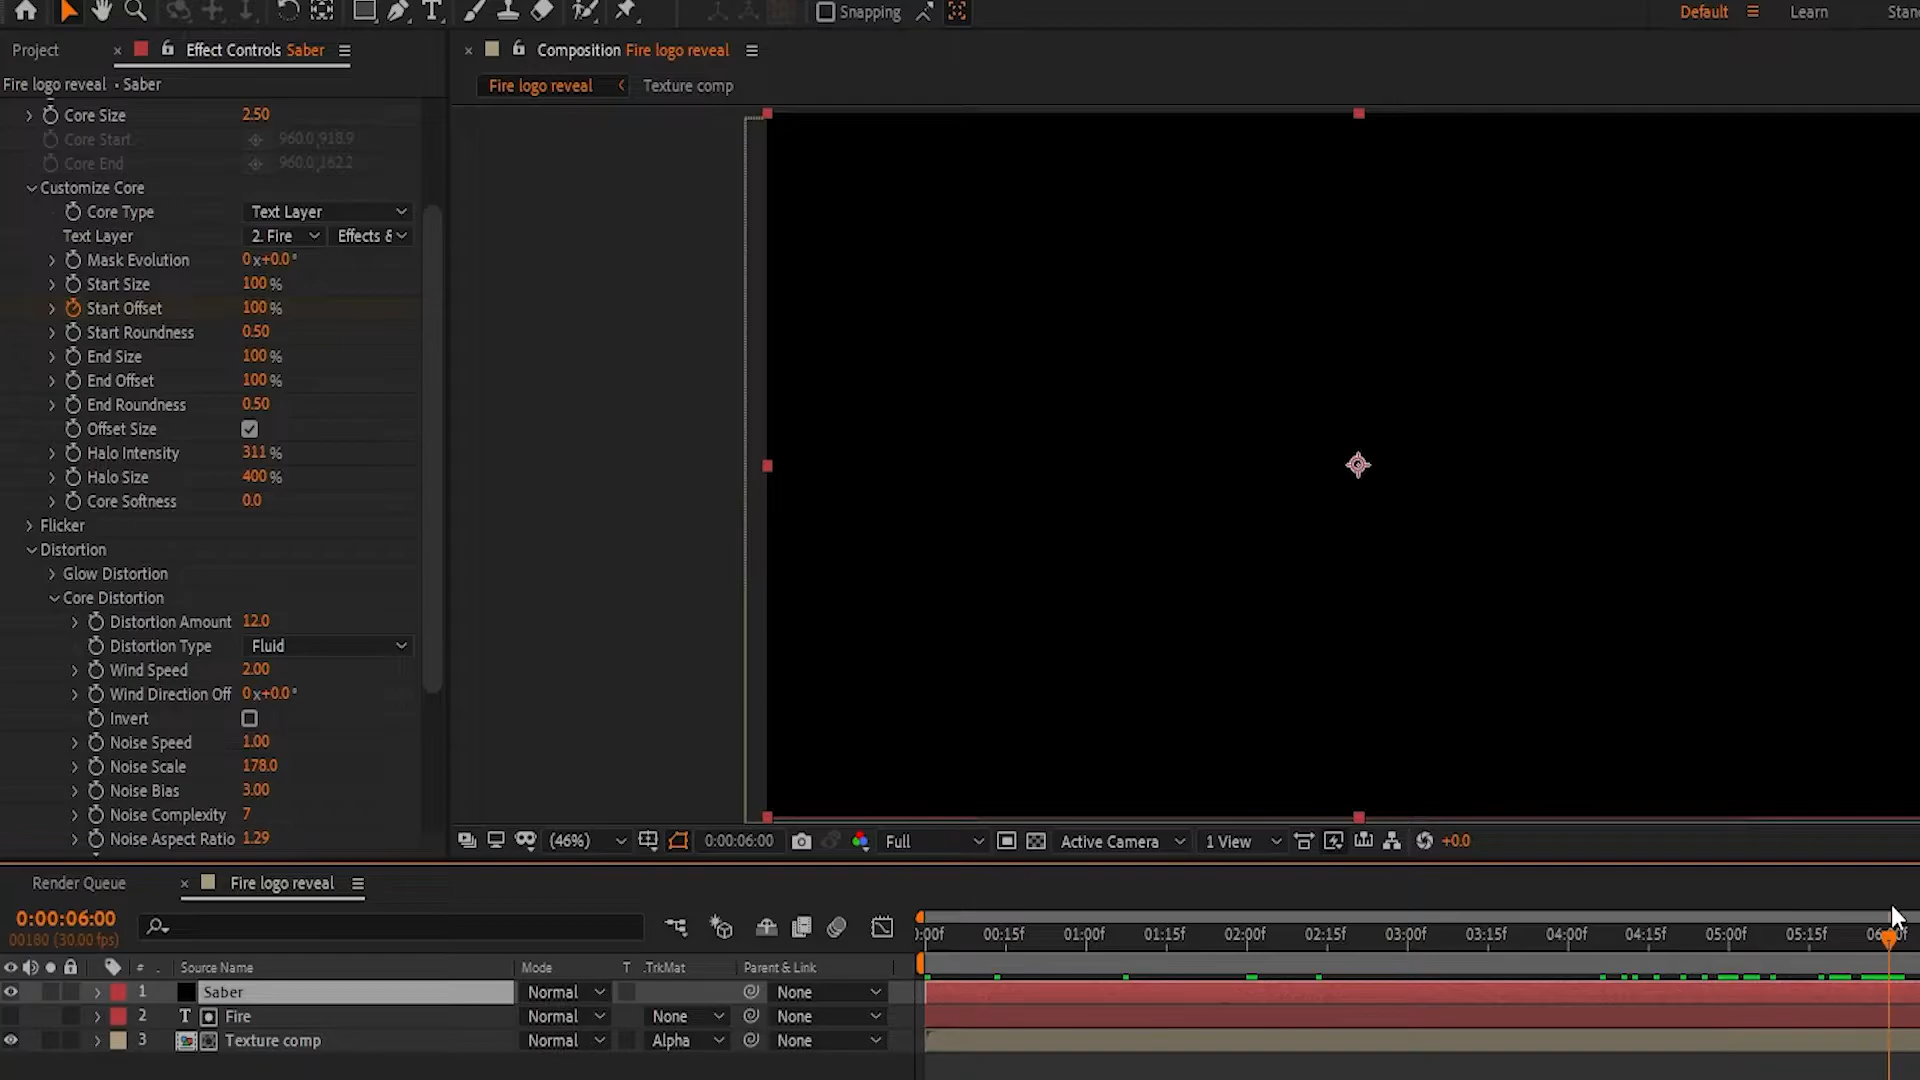 Snapping
Default
Learn
Stan
Project
Effect Controls Saber
Composition Fire logo reveal
Fire logo reveal • Saber
Fire logo reveal
Texture comp
Core Size 2.50
Core Start 960.0,918.9
Core End 960.0,162.2
Customize Core
Core Type Text Layer
Text Layer 2. Fire Effects &
Mask Evolution 0x+0.0°
Start Size 100 %
Start Offset 100 %
Start Roundness 0.50
End Size 100 %
End Offset 100 %
End Roundness 0.50
Offset Size
Halo Intensity 311 %
Halo Size 400 %
Core Softness 0.0
Flicker
Distortion
Glow Distortion
Core Distortion
Distortion Amount 12.0
Distortion Type Fluid
Wind Speed 2.00
Wind Direction Off 0x+0.0°
Invert
Noise Speed 1.00
Noise Scale 178.0
Noise Bias 3.00
Noise Complexity 7
Noise Aspect Ratio 1.29
(46%) 0:00:06:00 Full Active Camera 1 View +0.0
Render Queue
Fire logo reveal
0:00:06:00
00180 (30.00 fps)
:00f 00:15f 01:00f 01:15f 02:00f 02:15f 03:00f 03:15f 04:00f 04:15f 05:00f 05:15f
# Source Name Mode T .TrkMat Parent & Link
1 Saber Normal None
2 T Fire Normal None None
3 Texture comp Normal Alpha None